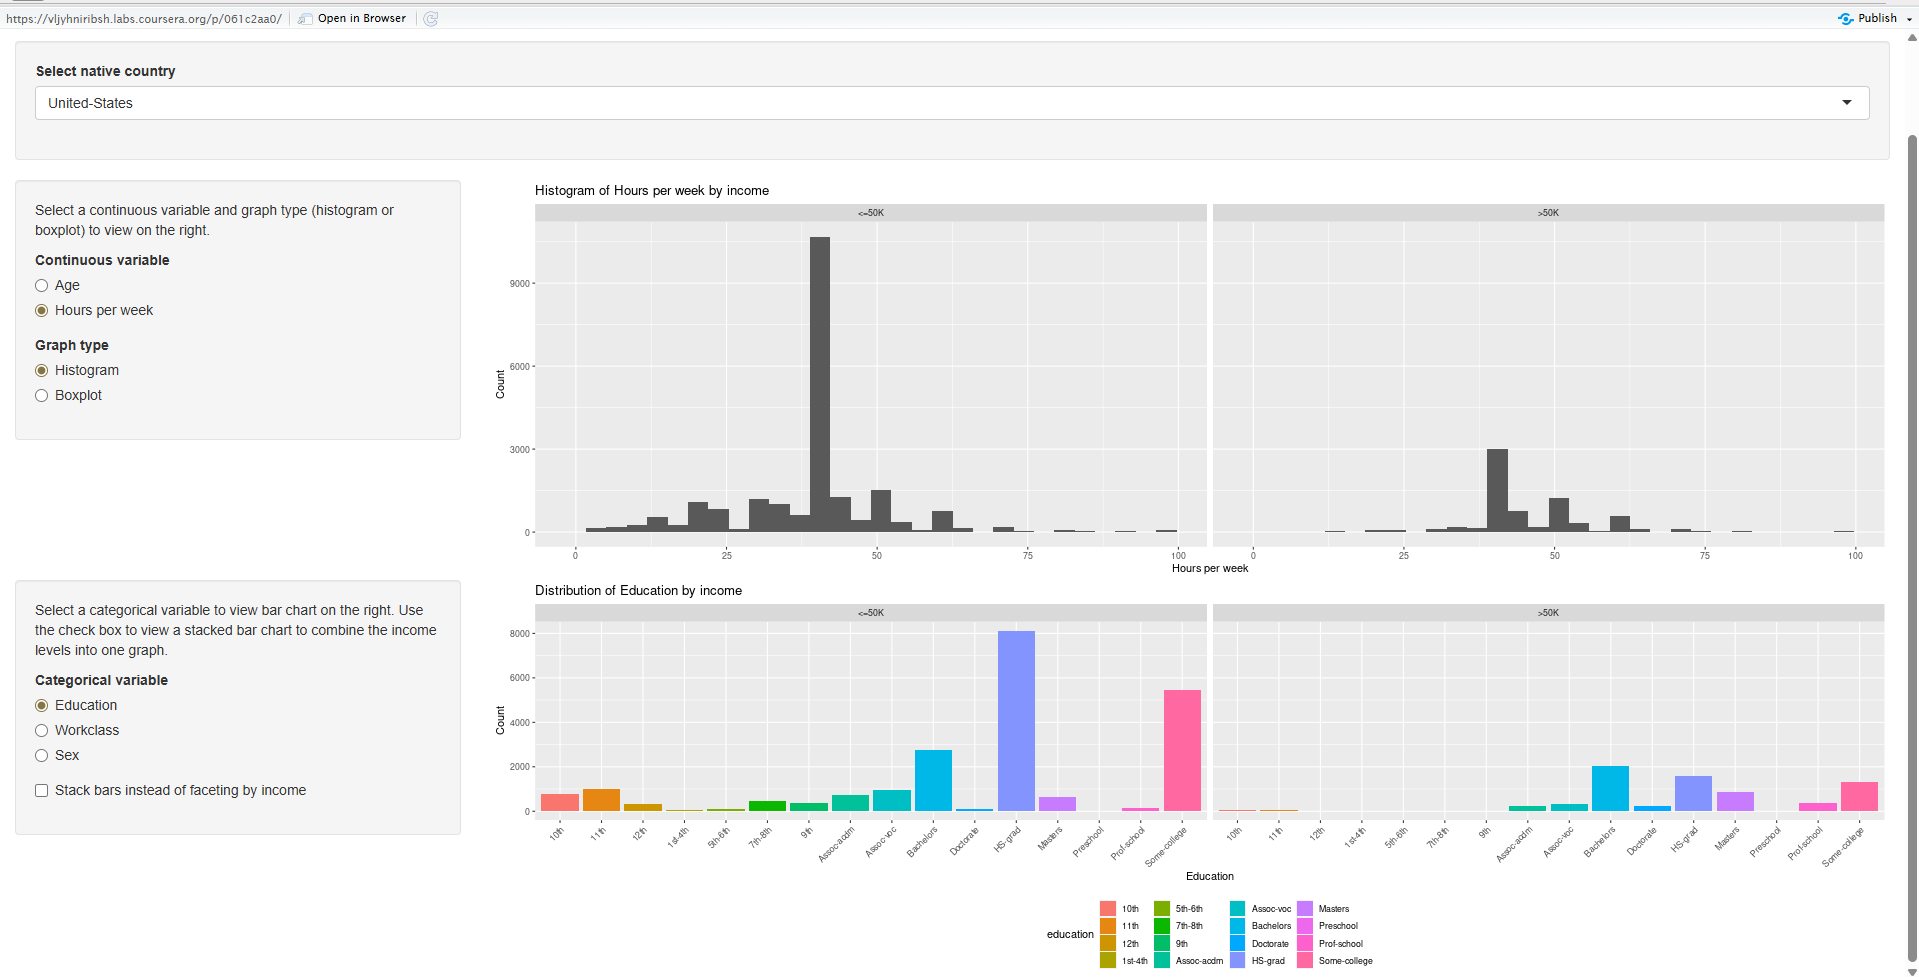 https://vljyhniribsh.labs.coursera.org/p/061c2aa0/ Open in Browser Publish
Select native country
United-States
Select a continuous variable and graph type (histogram or
boxplot) to view on the right.
Continuous variable
Age
Hours per week
Graph type
Histogram
Boxplot
Histogram of Hours per week by income
<=50K >50K
Count
9000
6000
3000
0
0 25 50 75 100 0 25 50 75 100
Hours per week
Select a categorical variable to view bar chart on the right. Use
the check box to view a stacked bar chart to combine the income
levels into one graph.
Categorical variable
Education
Workclass
Sex
Stack bars instead of faceting by income
Distribution of Education by income
<=50K >50K
Count
8000
6000
4000
2000
0
10th 11th 12th 1st-4th 5th-6th 7th-8th 9th Assoc-acdm Assoc-voc Bachelors Doctorate HS-grad Masters Preschool Prof-school Some-college 10th 11th 12th 1st-4th 5th-6th 7th-8th 9th Assoc-acdm Assoc-voc Bachelors Doctorate HS-grad Masters Preschool Prof-school Some-college
Education
education
10th 5th-6th Assoc-voc Masters
11th 7th-8th Bachelors Preschool
12th 9th Doctorate Prof-school
1st-4th Assoc-acdm HS-grad Some-college